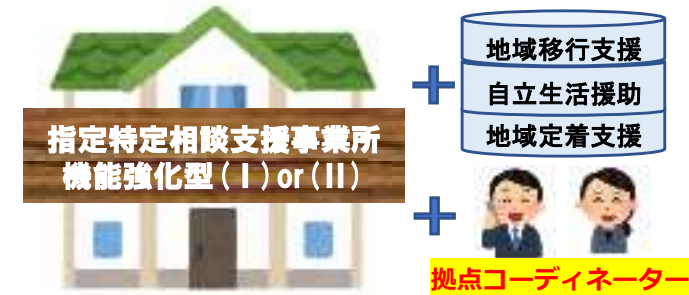 指定特定相談支援事業所
機能強化型(Ⅰ)or(Ⅱ)
+
地域移行支援
自立生活援助
地域定着支援
+
拠点コーディネーター